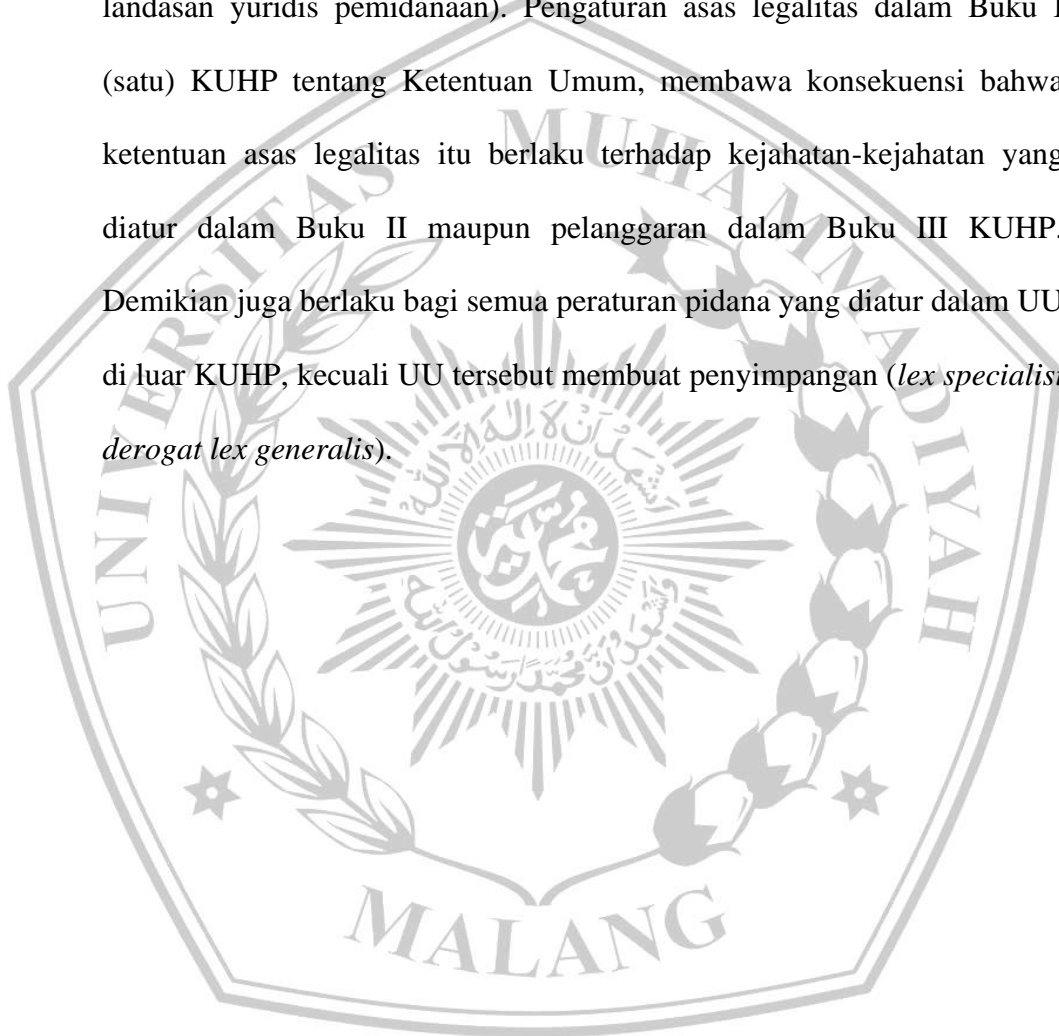 landasan yuridis pemidanaan). Pengaturan asas legalitas dalam Buku I
(satu) KUHP tentang Ketentuan Umum, membawa konsekuensi bahwa
ketentuan asas legalitas itu berlaku terhadap kejahatan-kejahatan yang
diatur dalam Buku II maupun pelanggaran dalam Buku III KUHP.
Demikian juga berlaku bagi semua peraturan pidana yang diatur dalam UU
di luar KUHP, kecuali UU tersebut membuat penyimpangan (lex specialist
derogat lex generalis).
UNIVERSITAS MUHAMMADIYAH
MALANG